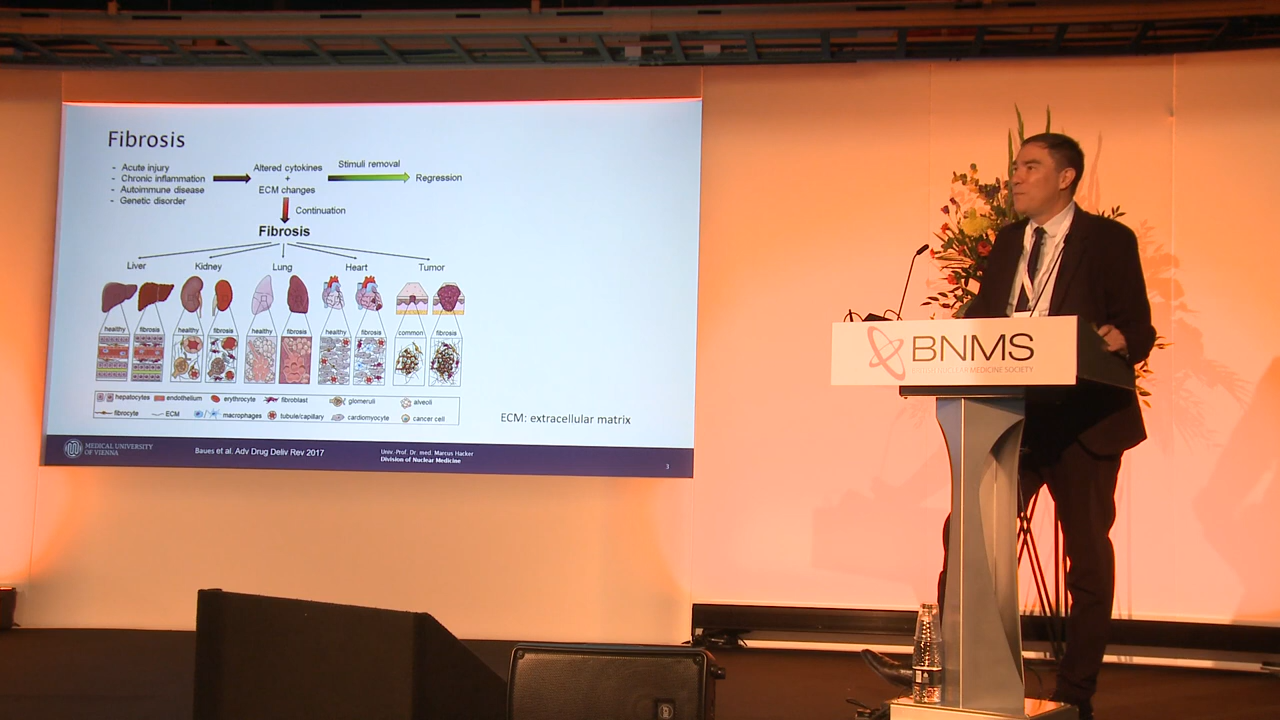 Fibrosis
- Acute injury
- Chronic inflammation
- Autoimmune disease
- Genetic disorder
Altered cytokines
+
ECM changes
Stimuli removal
Regression
Continuation
Fibrosis
Liver Kidney Lung Heart Tumor
healthy fibrosis healthy fibrosis healthy fibrosis healthy fibrosis common fibrosis
hepatocytes endothelium erythrocyte fibroblast glomeruli alveoli
fibrocyte ECM macrophages tubule/capillary cardiomyocyte cancer cell
ECM: extracellular matrix
MEDICAL UNIVERSITY
OF VIENNA
Baues et al. Adv Drug Deliv Rev 2017
Univ.-Prof. Dr. med. Marcus Hacker
Division of Nuclear Medicine
3
BNMS
BRITISH NUCLEAR MEDICINE SOCIETY